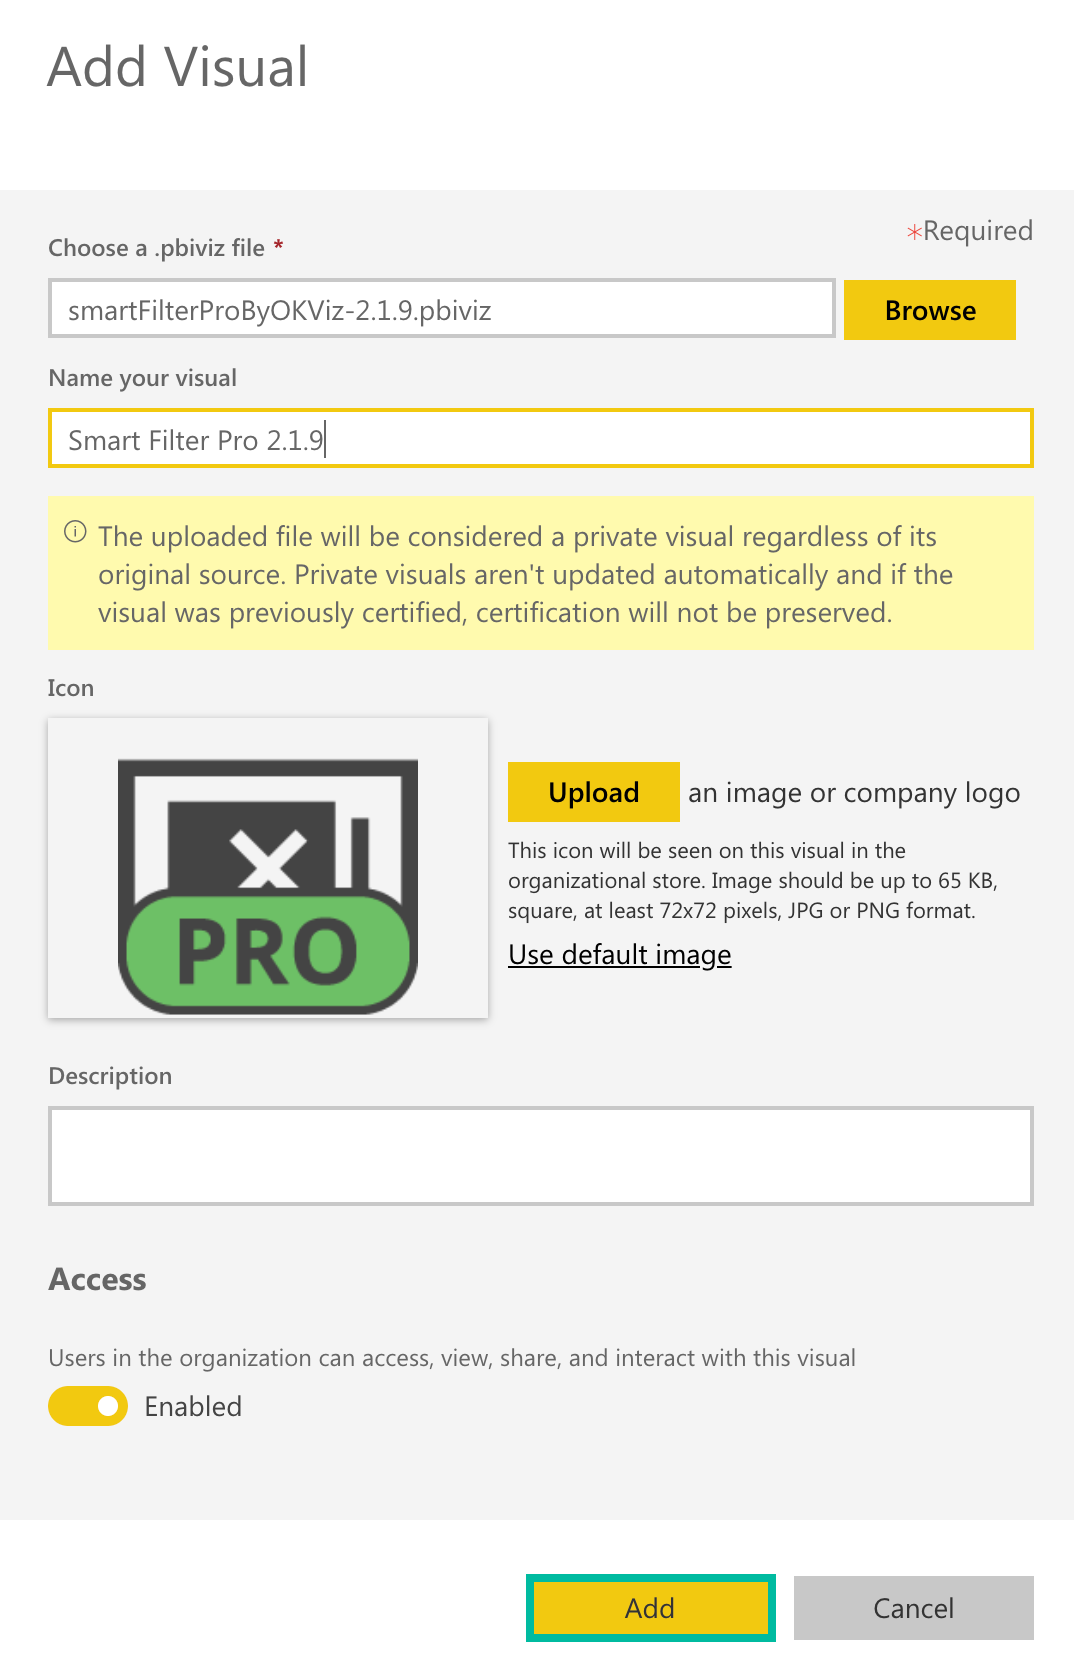 Add Visual
*Required
Choose a .pbiviz file *
smartFilterProByOKViz-2.1.9.pbiviz
Browse
Name your visual
Smart Filter Pro 2.1.9
The uploaded file will be considered a private visual regardless of its
original source. Private visuals aren't updated automatically and if the
visual was previously certified, certification will not be preserved.
Icon
PRO
Upload an image or company logo
This icon will be seen on this visual in the
organizational store. Image should be up to 65 KB,
square, at least 72x72 pixels, JPG or PNG format.
Use default image
Description
Access
Users in the organization can access, view, share, and interact with this visual
Enabled
Add
Cancel